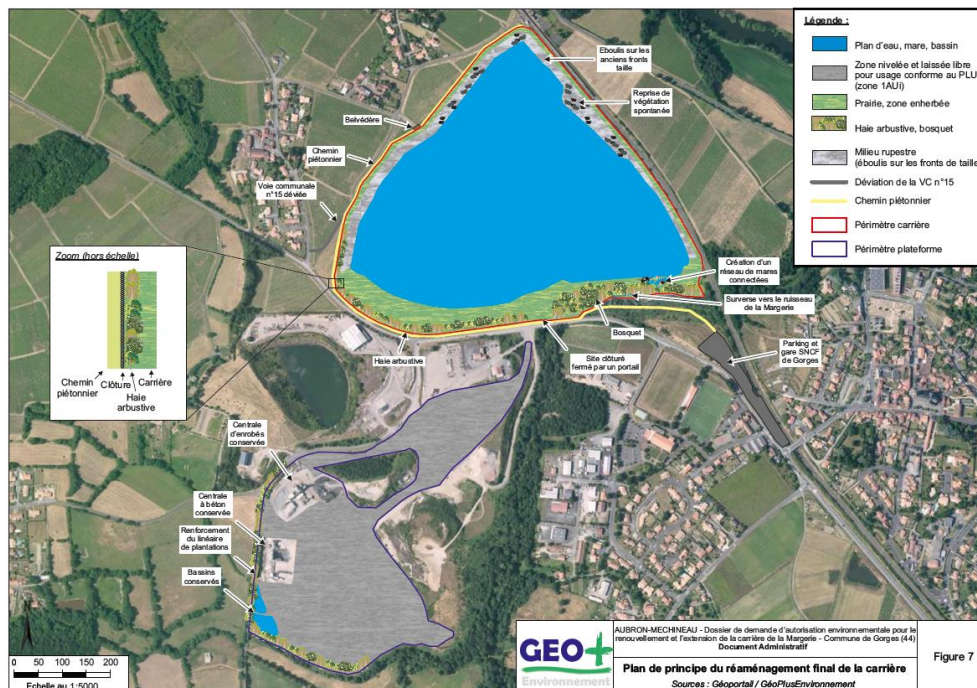 Eboulis sur les
anciens fronts
taille
Reprise de
végétation
spontanée
Belvédère
Chemin
piétonnier
Voie communale
n°15 déviée
Zoom (hors échelle)
Chemin
piétonnier
Clôture
Haie
arbustive
Carrière
Création d'un
réseau de mares
connectées
Surverse vers le ruisseau
de la Margerie
Bosquet
Haie arbustive
Site clôturé
fermé par un portail
Parking et
gare SNCF
de Gorges
Centrale
d'enrobés
conservée
Centrale
à béton
conservée
Renforcement
du linéaire
de plantations
Bassins
conservés
Légende :
Plan d'eau, mare, bassin
Zone nivelée et laissée libre
pour usage conforme au PLU
(zone 1AUi)
Prairie, zone enherbée
Haie arbustive, bosquet
Milieu rupestre
(éboulis sur les fronts de taille
Déviation de la VC n°15
Chemin piétonnier
Périmètre carrière
Périmètre plateforme
N
0 50 100 150 200
Echelle au 1:5000
GEO+
Environnement
AUBRON-MECHINEAU - Dossier de demande d'autorisation environnementale pour le
renouvellement et l'extension de la carrière de la Margerie - Commune de Gorges (44)
Document Administratif
Plan de principe du réaménagement final de la carrière
Sources : Géoportail / GéoPlusEnvironnement
Figure 7